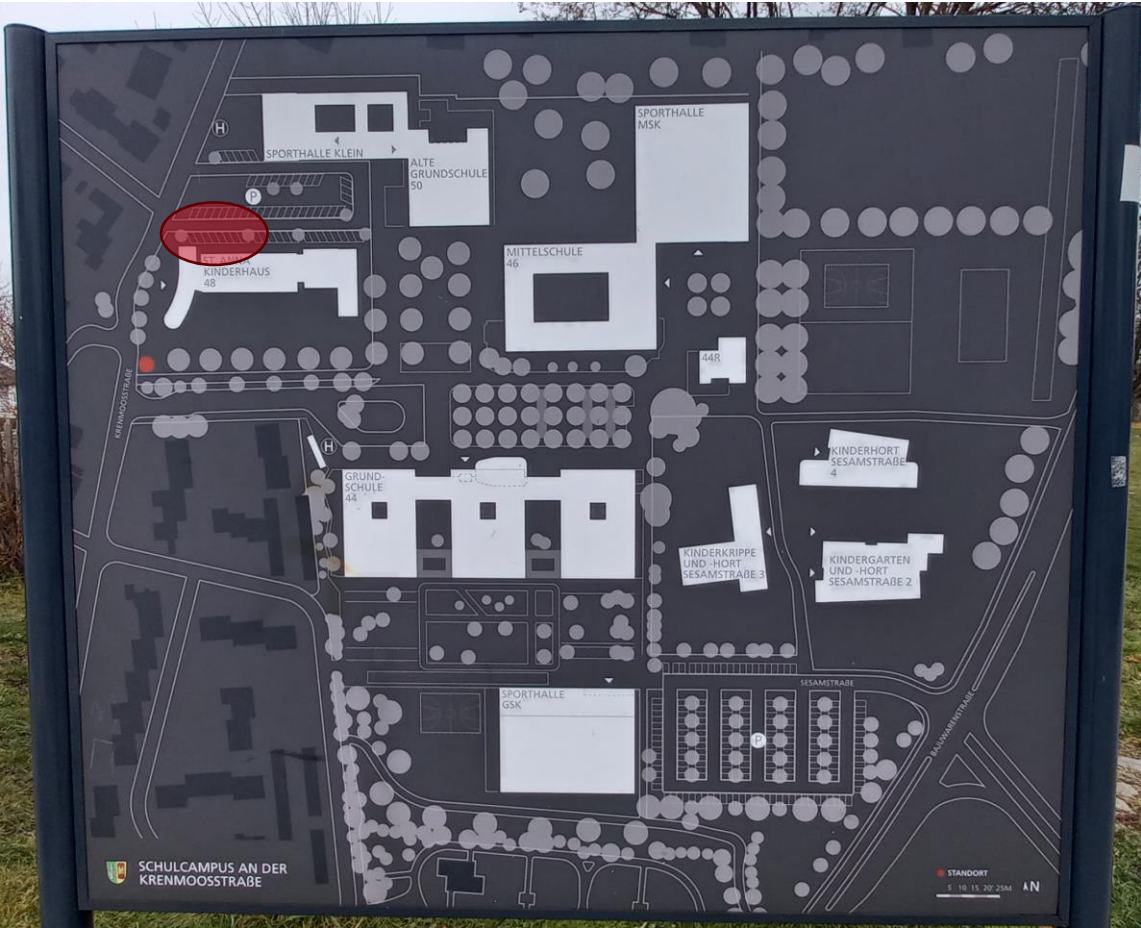 SPORTHALLE
MSK
H
SPORTHALLE KLEIN
ALTE
GRUNDSCHULE
50
P
MITTELSCHULE
46
ST. ANNA
KINDERHAUS
48
44R
KRENMOOSSTRAßE
H
GRUND-
SCHULE
44
KINDERHORT
SESAMSTRAßE
4
KINDERKRIPPE
UND -HORT
SESAMSTRAßE 3
KINDERGARTEN
UND -HORT
SESAMSTRAßE 2
SESAMSTRAßE
SPORTHALLE
GSK
P
BAUWARENSTRAßE
SCHULCAMPUS AN DER
KRENMOOSSTRAßE
STANDORT
5 10 15 20 25M
N